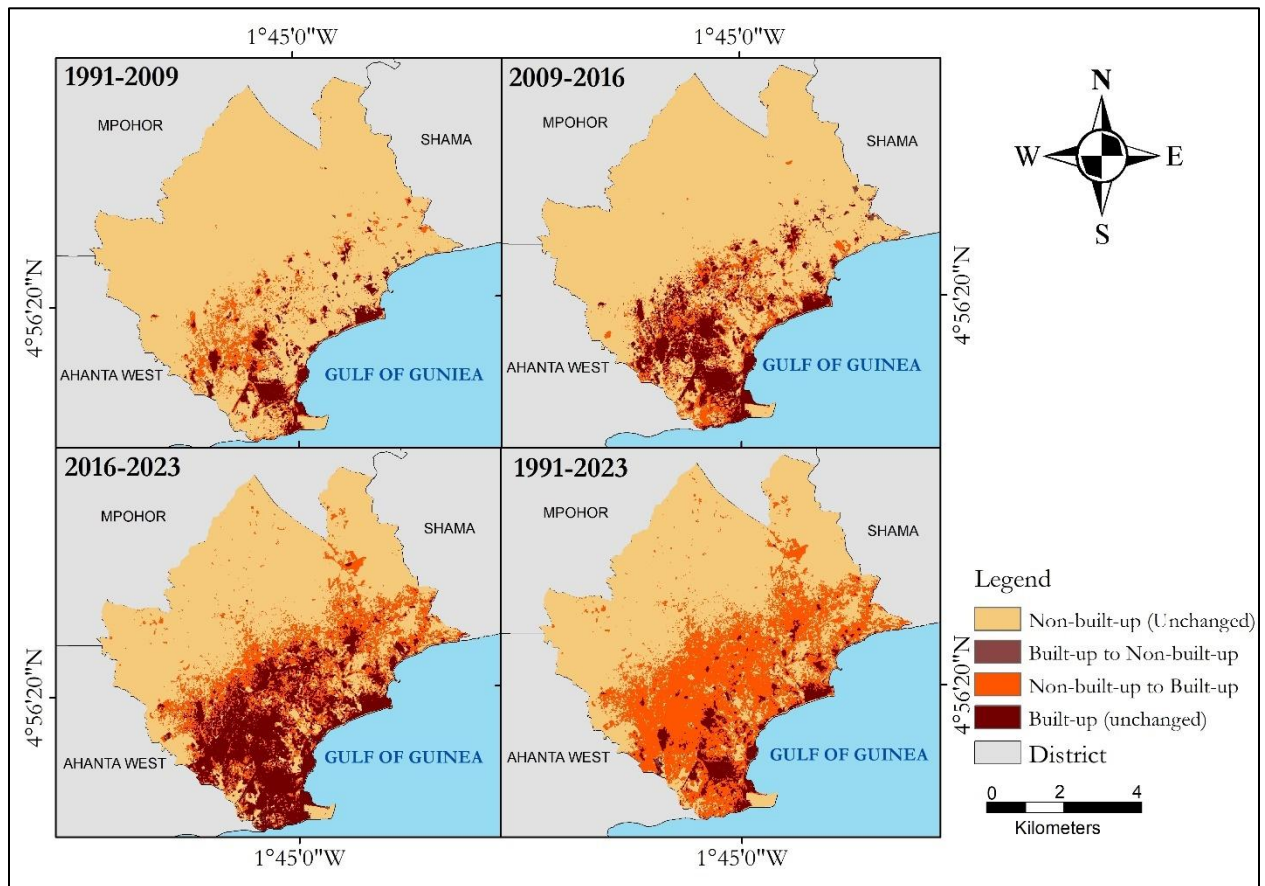 1°45'0"W
1°45'0"W
1991-2009
MPOHOR
SHAMA
AHANTA WEST
GULF OF GUNIEA
4°56'20"N
2009-2016
MPOHOR
SHAMA
AHANTA WEST
GULF OF GUINEA
4°56'20"N
N
W
E
S
2016-2023
MPOHOR
SHAMA
AHANTA WEST
GULF OF GUINEA
4°56'20"N
1991-2023
MPOHOR
SHAMA
AHANTA WEST
GULF OF GUINEA
4°56'20"N
Legend
Non-built-up (Unchanged)
Built-up to Non-built-up
Non-built-up to Built-up
Built-up (unchanged)
District
0 2 4
Kilometers
1°45'0"W
1°45'0"W